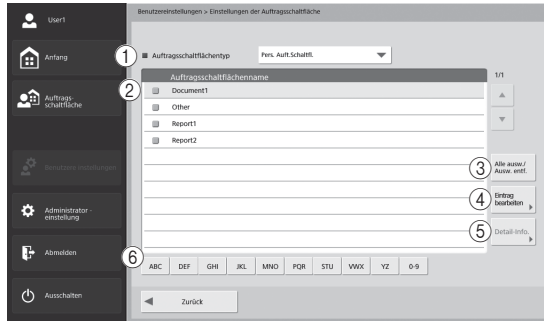 User1
Benutzereinstellungen > Einstellungen der Auftragsschaltfläche
Anfang
Auftrags-
schaltfläche
Benutzereinstellungen
Administrator -
einstellung
Abmelden
Ausschalten
1
Auftragsschaltflächentyp
Pers. Auft.Schaltfl.
Auftragsschaltflächenname
1/1
2
Document1
Other
Report1
Report2
3
Alle ausw./
Ausw. entf.
4
Eintrag
bearbeiten
5
Detail-Info.
6
ABC DEF GHI JKL MNO PQR STU VWX YZ 0-9
Zurück